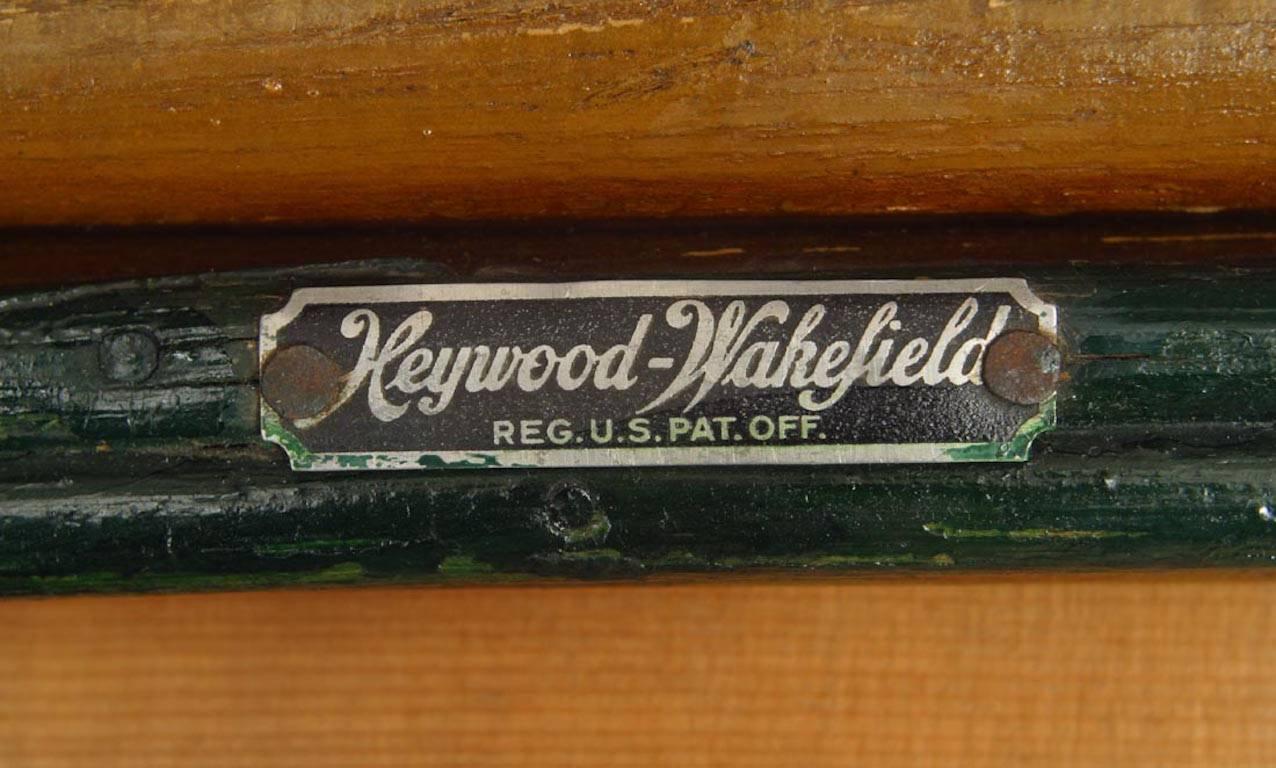 Heywood-Wakefield
REG. U.S. PAT. OFF.